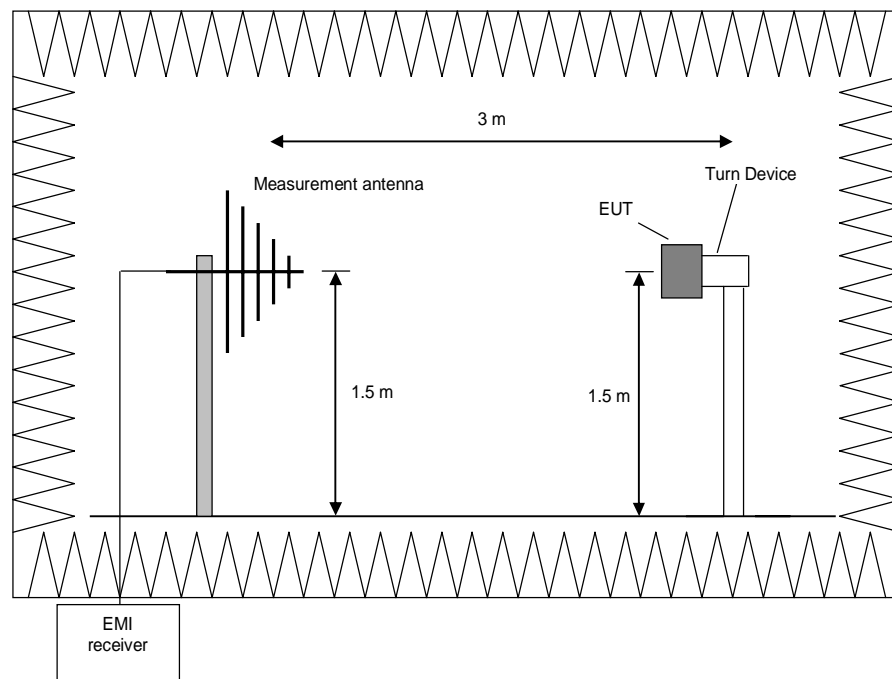 3 m
Measurement antenna
Turn Device
EUT
1.5 m
1.5 m
EMI
receiver